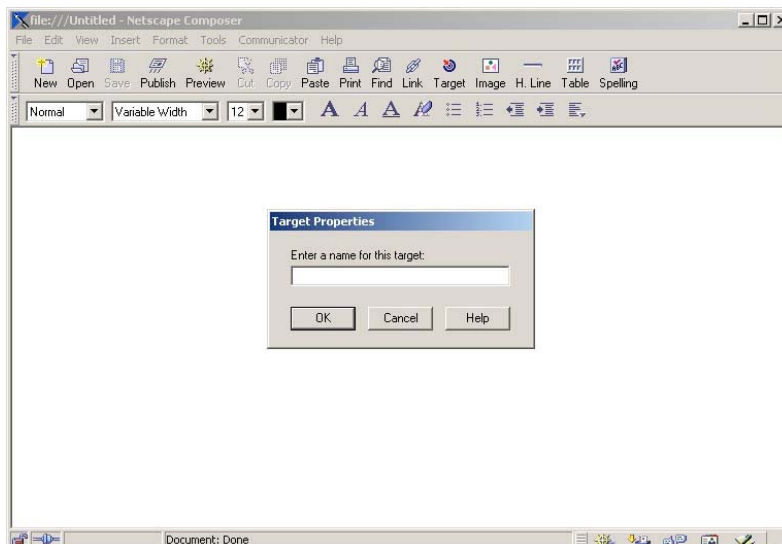 file:///Untitled - Netscape Composer
File Edit View Insert Format Tools Communicator Help
New Open Save Publish Preview Cut Copy Paste Print Find Link Target Image H. Line Table Spelling
Normal Variable Width 12 A A A
Target Properties
Enter a name for this target:
OK Cancel Help
Document: Done